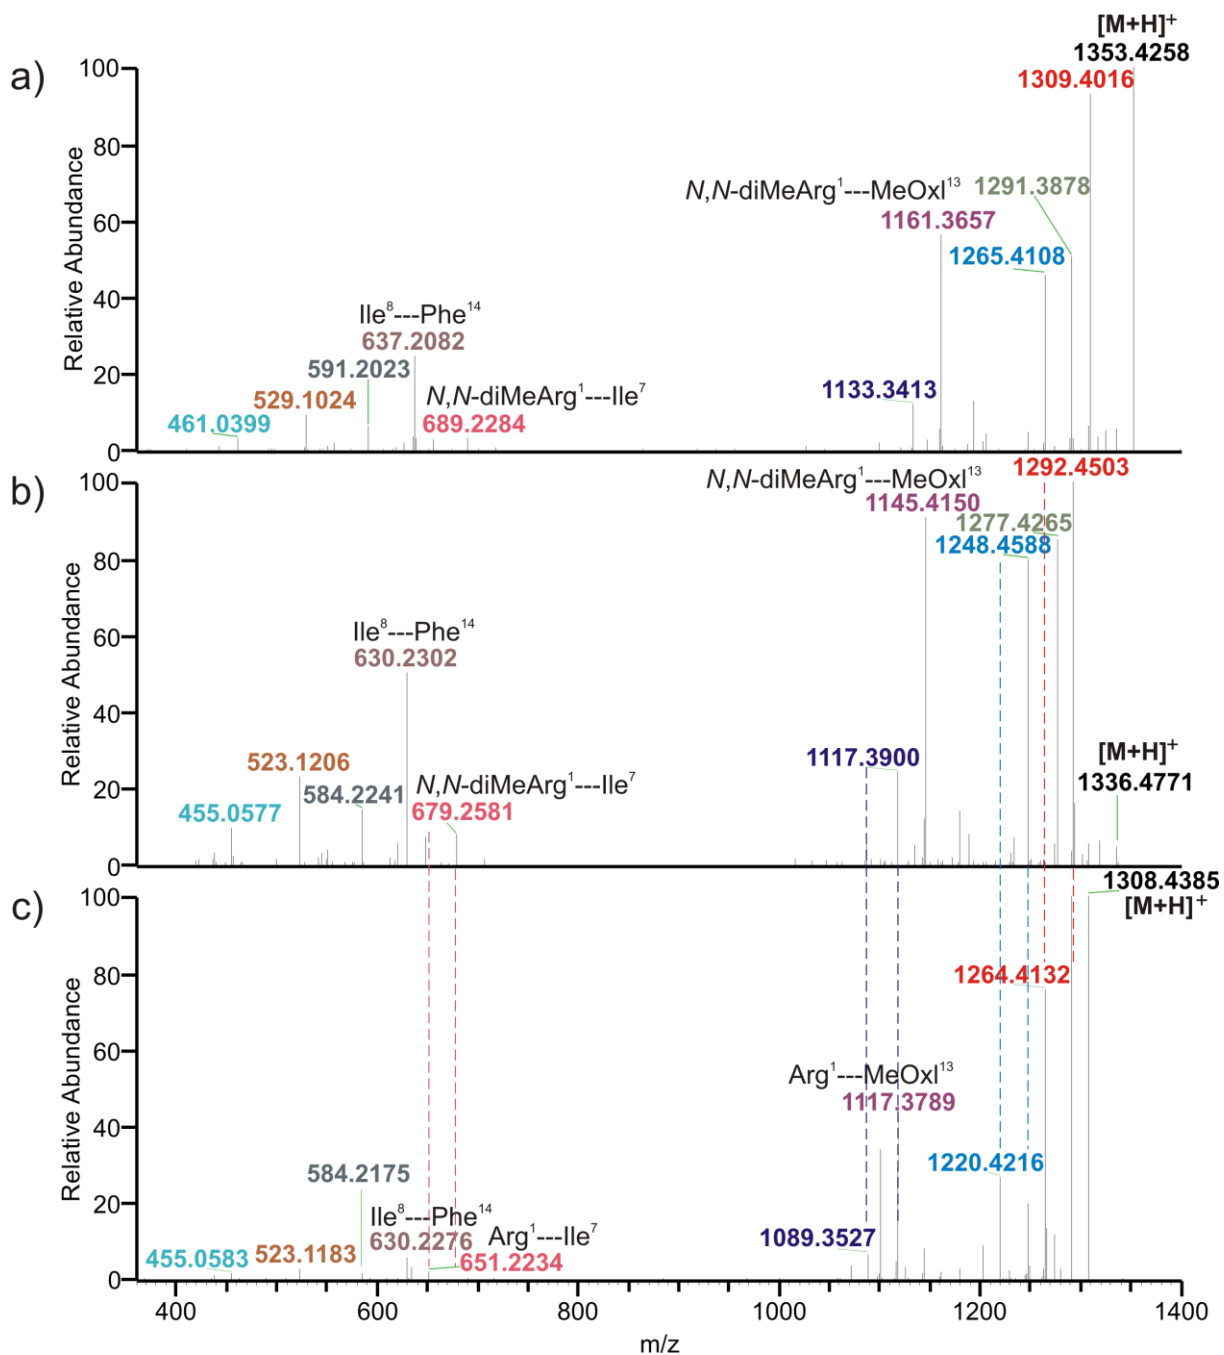 a)
[M+H]⁺
1353.4258
1309.4016
N,N-diMeArg¹---MeOxl¹³
1161.3657
1291.3878
1265.4108
Ile⁸---Phe¹⁴
637.2082
591.2023
N,N-diMeArg¹---Ile⁷
689.2284
529.1024
461.0399
1133.3413
Relative Abundance
100
80
60
40
20
0
b)
N,N-diMeArg¹---MeOxl¹³
1145.4150
1292.4503
1277.4265
1248.4588
Ile⁸---Phe¹⁴
630.2302
[M+H]⁺
1336.4771
1117.3900
523.1206
584.2241
N,N-diMeArg¹---Ile⁷
679.2581
455.0577
Relative Abundance
100
80
60
40
20
0
c)
1308.4385
[M+H]⁺
1264.4132
Arg¹---MeOxl¹³
1117.3789
1220.4216
584.2175
Ile⁸---Phe¹⁴
630.2276
Arg¹---Ile⁷
651.2234
1089.3527
523.1183
455.0583
Relative Abundance
100
80
60
40
20
0
400
600
800
1000
1200
1400
m/z